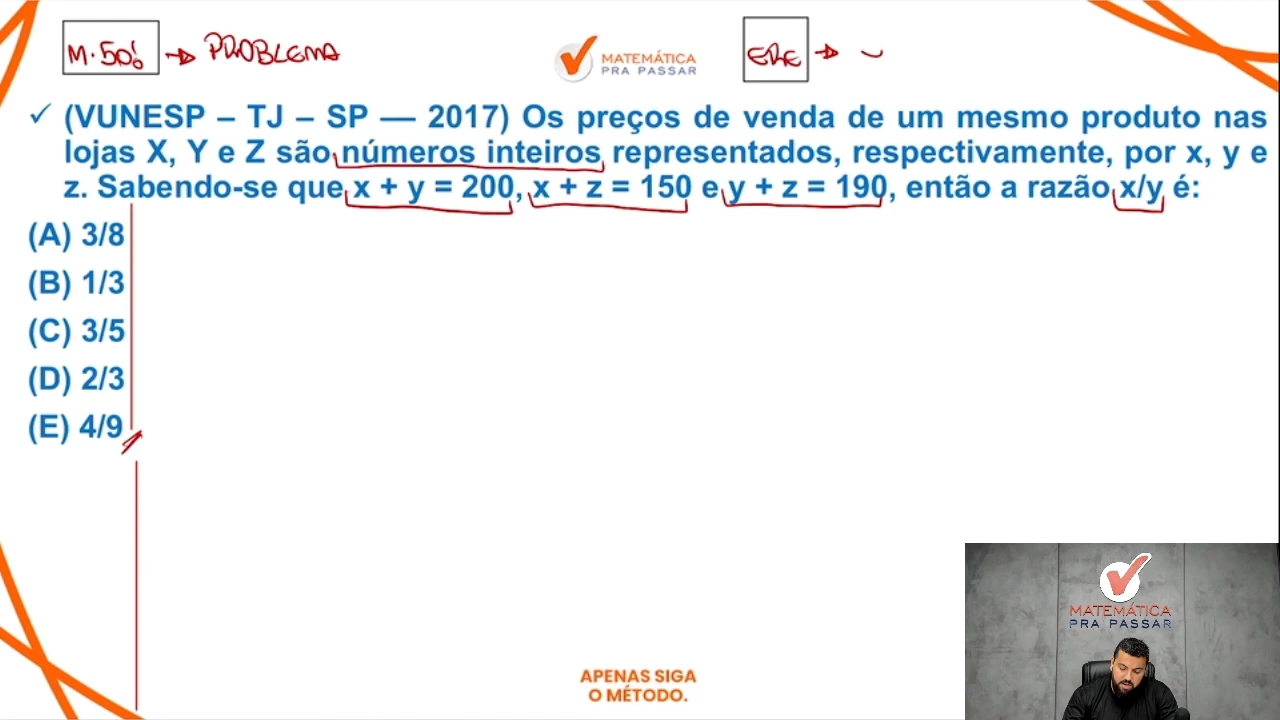 M.50% → PROBLEMA
MATEMÁTICA
PRA PASSAR
✓ (VUNESP – TJ – SP — 2017) Os preços de venda de um mesmo produto nas
lojas X, Y e Z são números inteiros representados, respectivamente, por x, y e
z. Sabendo-se que x + y = 200, x + z = 150 e y + z = 190, então a razão x/y é:
(A) 3/8
(B) 1/3
(C) 3/5
(D) 2/3
(E) 4/9
MATEMÁTICA
PRA PASSAR
APENAS SIGA
O MÉTODO.